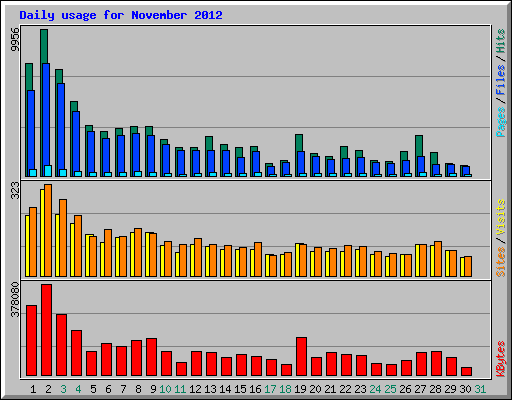 Daily usage for November 2012
9956
Pages / Files / Hits
323
Sites / Visits
378080
KBytes
1 2 3 4 5 6 7 8 9 10 11 12 13 14 15 16 17 18 19 20 21 22 23 24 25 26 27 28 29 30 31